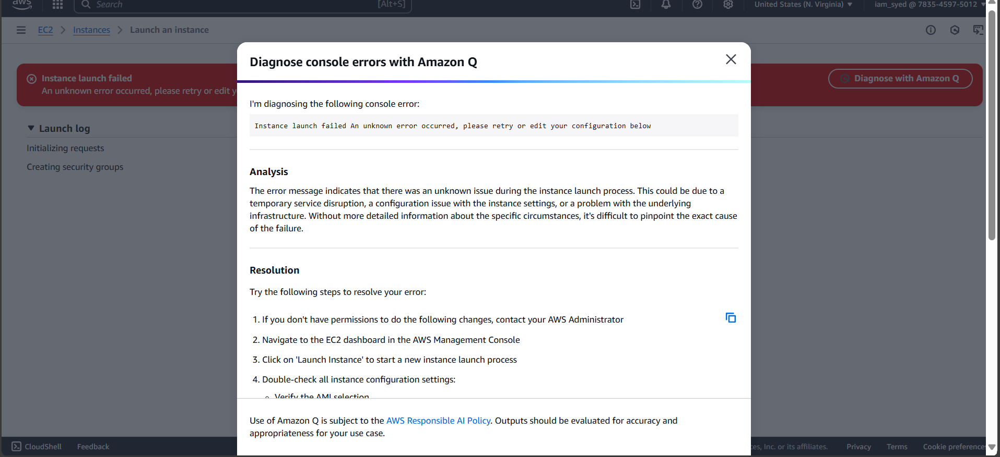 aws
Search
[Alt+S]
United States (N. Virginia)
iam_syed @ 7835-4597-5012
EC2
Instances
Launch an instance
Diagnose console errors with Amazon Q
Instance launch failed
An unknown error occurred, please retry or edit
Diagnose with Amazon Q
I'm diagnosing the following console error:
Instance launch failed An unknown error occurred, please retry or edit your configuration below
Launch log
Initializing requests
Creating security groups
Analysis
The error message indicates that there was an unknown issue during the instance launch process. This could be due to a
temporary service disruption, a configuration issue with the instance settings, or a problem with the underlying
infrastructure. Without more detailed information about the specific circumstances, it's difficult to pinpoint the exact cause
of the failure.
Resolution
Try the following steps to resolve your error:
1. If you don't have permissions to do the following changes, contact your AWS Administrator
2. Navigate to the EC2 dashboard in the AWS Management Console
3. Click on 'Launch Instance' to start a new instance launch process
4. Double-check all instance configuration settings:
Verify the AMI selection
Use of Amazon Q is subject to the AWS Responsible AI Policy. Outputs should be evaluated for accuracy and
appropriateness for your use case.
CloudShell
Feedback
Inc. or its affiliates.
Privacy
Terms
Cookie preferences